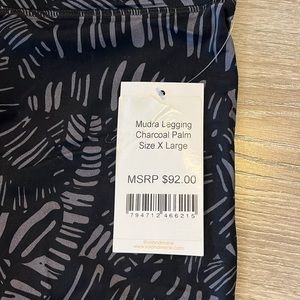 Mudra Legging
Charcoal Palm
Size X Large
MSRP $92.00
794712 466215